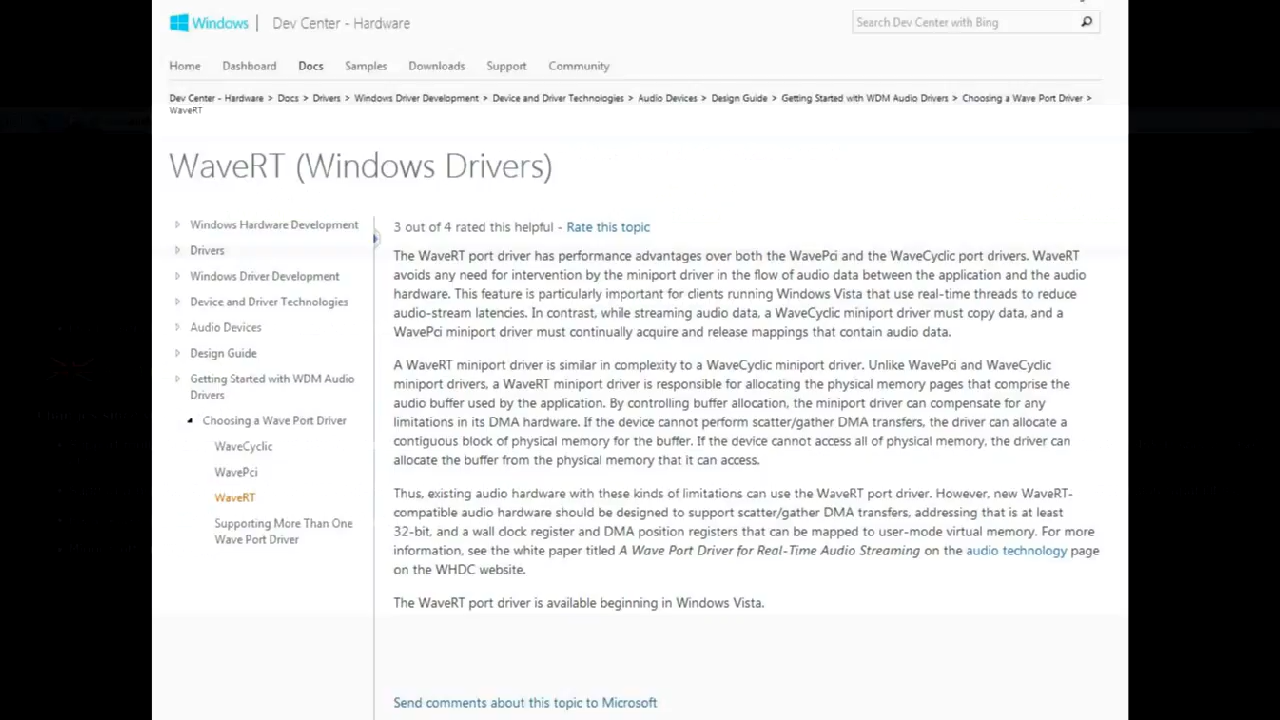 Windows | Dev Center - Hardware
Search Dev Center with Bing
Home Dashboard Docs Samples Downloads Support Community
Dev Center - Hardware > Docs > Drivers > Windows Driver Development > Device and Driver Technologies > Audio Devices > Design Guide > Getting Started with WDM Audio Drivers > Choosing a Wave Port Driver >
WaveRT
WaveRT (Windows Drivers)
Windows Hardware Development
Drivers
Windows Driver Development
Device and Driver Technologies
Audio Devices
Design Guide
Getting Started with WDM Audio
Drivers
Choosing a Wave Port Driver
WaveCyclic
WavePci
WaveRT
Supporting More Than One
Wave Port Driver
3 out of 4 rated this helpful - Rate this topic
The WaveRT port driver has performance advantages over both the WavePci and the WaveCyclic port drivers. WaveRT
avoids any need for intervention by the miniport driver in the flow of audio data between the application and the audio
hardware. This feature is particularly important for clients running Windows Vista that use real-time threads to reduce
audio-stream latencies. In contrast, while streaming audio data, a WaveCyclic miniport driver must copy data, and a
WavePci miniport driver must continually acquire and release mappings that contain audio data.
A WaveRT miniport driver is similar in complexity to a WaveCyclic miniport driver. Unlike WavePci and WaveCyclic
miniport drivers, a WaveRT miniport driver is responsible for allocating the physical memory pages that comprise the
audio buffer used by the application. By controlling buffer allocation, the miniport driver can compensate for any
limitations in its DMA hardware. If the device cannot perform scatter/gather DMA transfers, the driver can allocate a
contiguous block of physical memory for the buffer. If the device cannot access all of physical memory, the driver can
allocate the buffer from the physical memory that it can access.
Thus, existing audio hardware with these kinds of limitations can use the WaveRT port driver. However, new WaveRT-
compatible audio hardware should be designed to support scatter/gather DMA transfers, addressing that is at least
32-bit, and a wall clock register and DMA position registers that can be mapped to user-mode virtual memory. For more
information, see the white paper titled A Wave Port Driver for Real-Time Audio Streaming on the audio technology page
on the WHDC website.
The WaveRT port driver is available beginning in Windows Vista.
Send comments about this topic to Microsoft